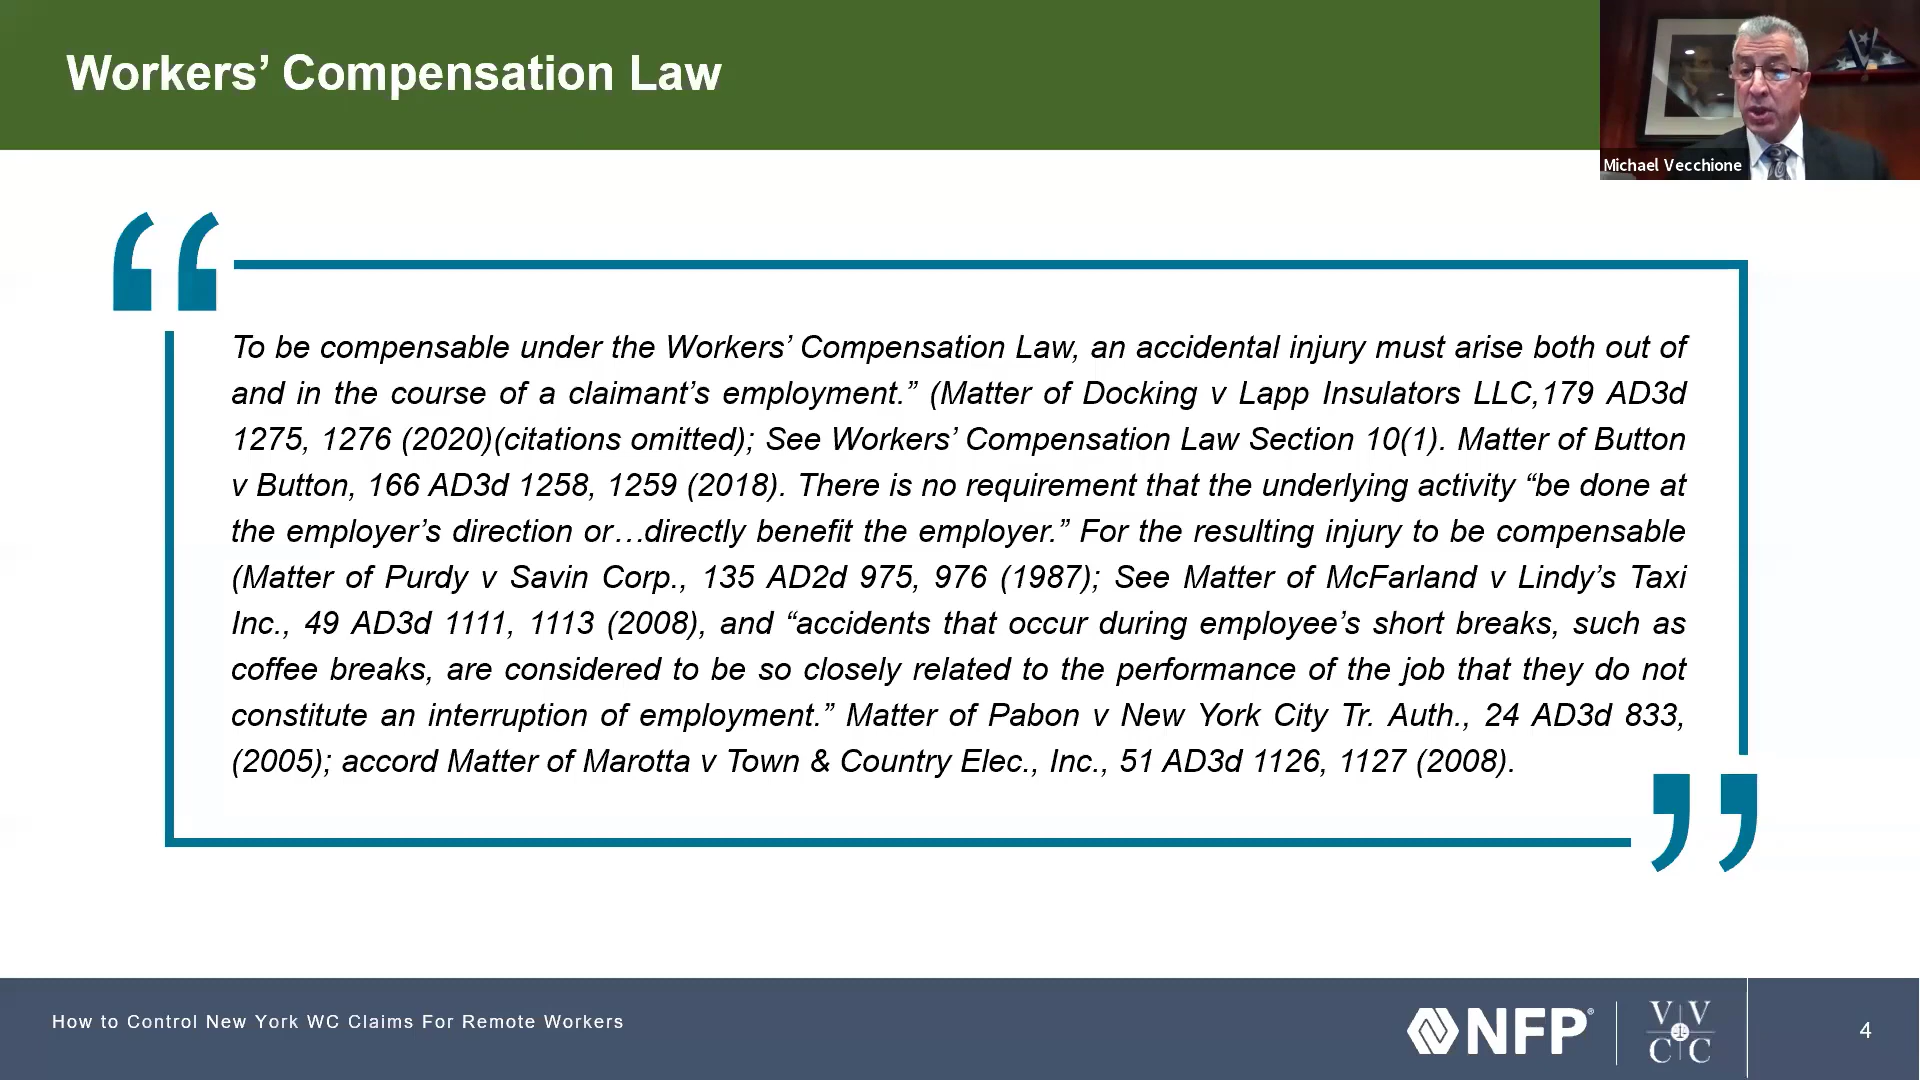 Workers’ Compensation Law
Michael Vecchione
“
To be compensable under the Workers’ Compensation Law, an accidental injury must arise both out of
and in the course of a claimant’s employment.” (Matter of Docking v Lapp Insulators LLC,179 AD3d
1275, 1276 (2020)(citations omitted); See Workers’ Compensation Law Section 10(1). Matter of Button
v Button, 166 AD3d 1258, 1259 (2018). There is no requirement that the underlying activity “be done at
the employer’s direction or…directly benefit the employer.” For the resulting injury to be compensable
(Matter of Purdy v Savin Corp., 135 AD2d 975, 976 (1987); See Matter of McFarland v Lindy’s Taxi
Inc., 49 AD3d 1111, 1113 (2008), and “accidents that occur during employee’s short breaks, such as
coffee breaks, are considered to be so closely related to the performance of the job that they do not
constitute an interruption of employment.” Matter of Pabon v New York City Tr. Auth., 24 AD3d 833,
(2005); accord Matter of Marotta v Town & Country Elec., Inc., 51 AD3d 1126, 1127 (2008).
”
How to Control New York WC Claims For Remote Workers
NFP®
V V
C C
4